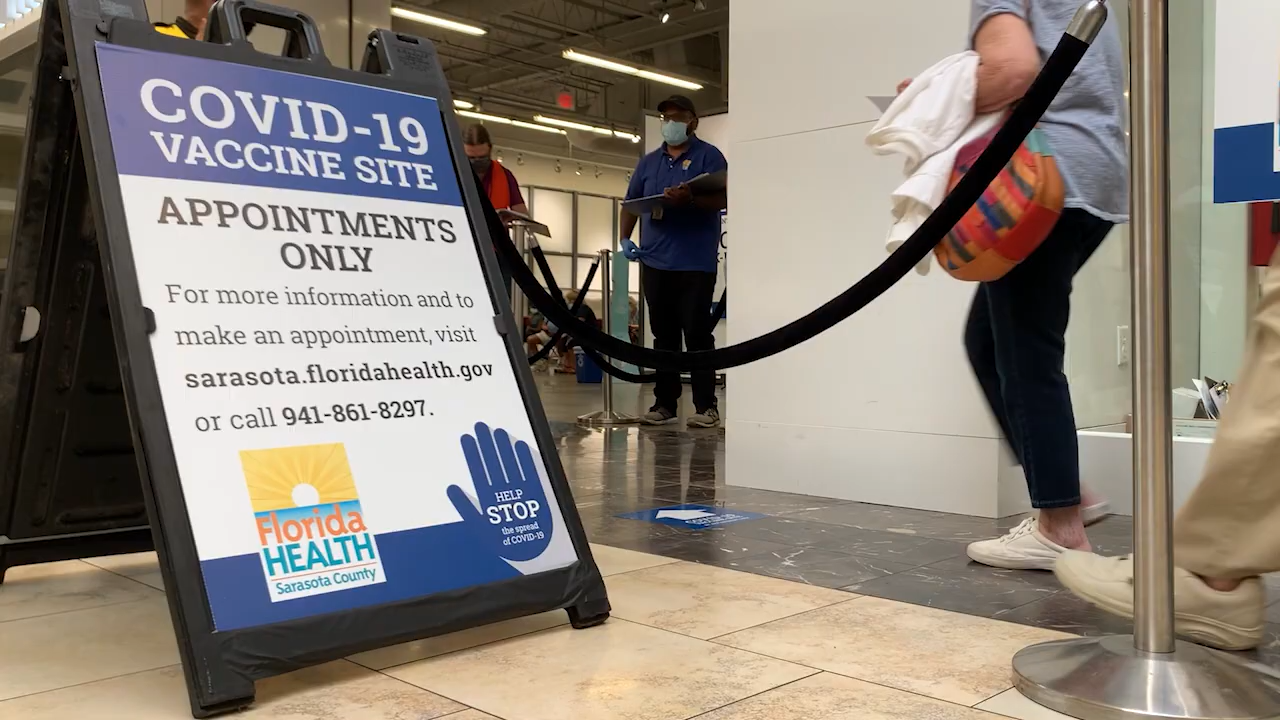 COVID-19
VACCINE SITE
APPOINTMENTS
ONLY
For more information and to
make an appointment, visit
sarasota.floridahealth.gov
or call 941-861-8297.
Florida
HEALTH
Sarasota County
HELP
STOP
the spread
of COVID-19